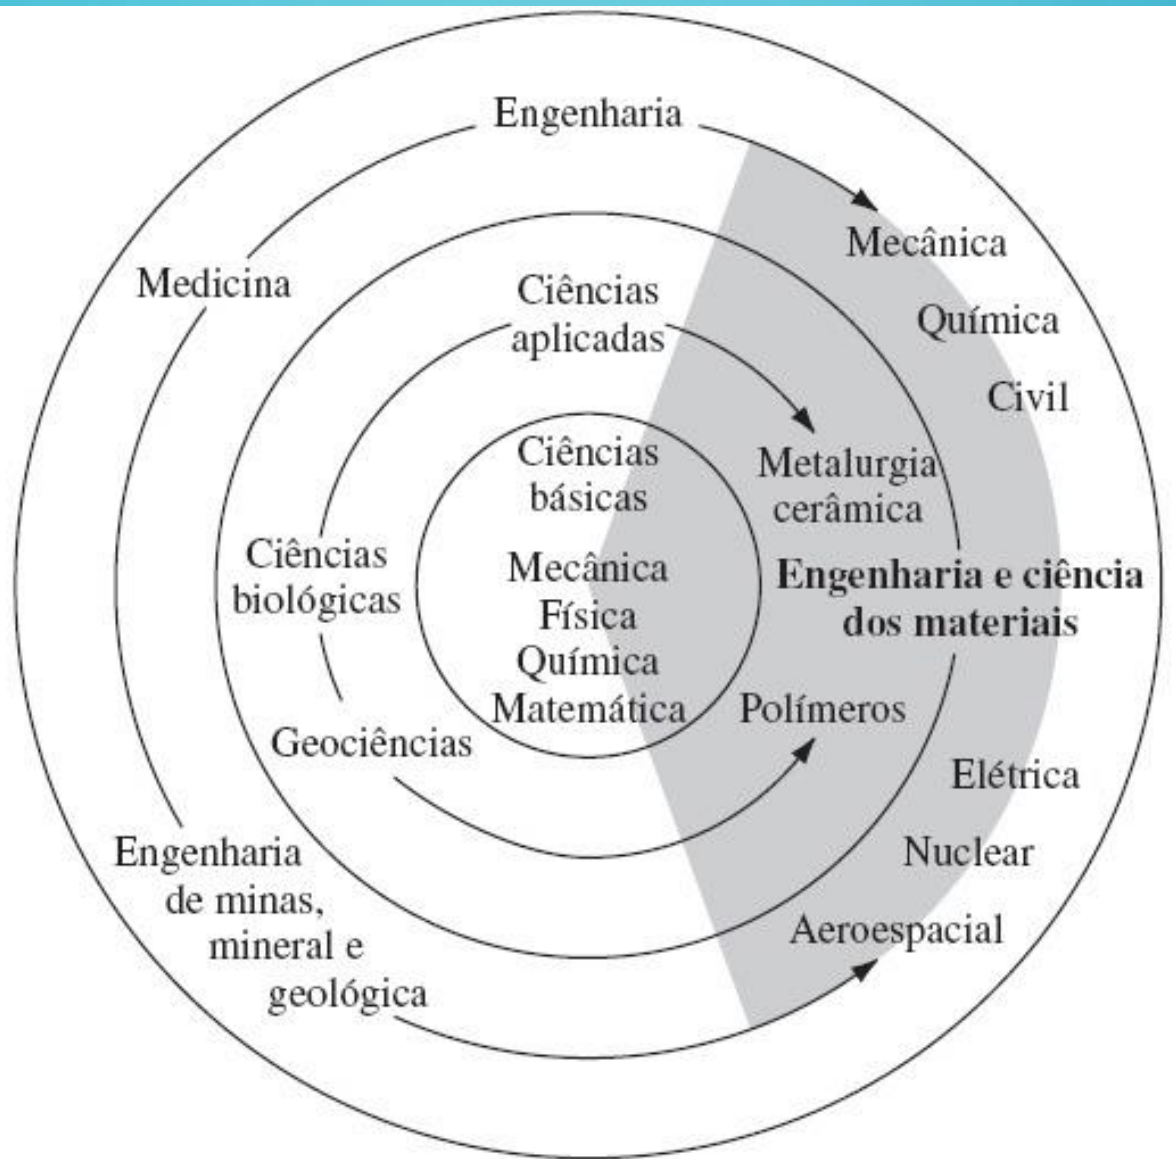 Engenharia
Mecânica
Medicina
Ciências
aplicadas
Química
Civil
Ciências
básicas
Metalurgia
cerâmica
Ciências
biológicas
Mecânica
Física
Química
Matemática
Engenharia e ciência
dos materiais
Geociências
Polímeros
Elétrica
Engenharia
de minas,
mineral e
geológica
Nuclear
Aeroespacial